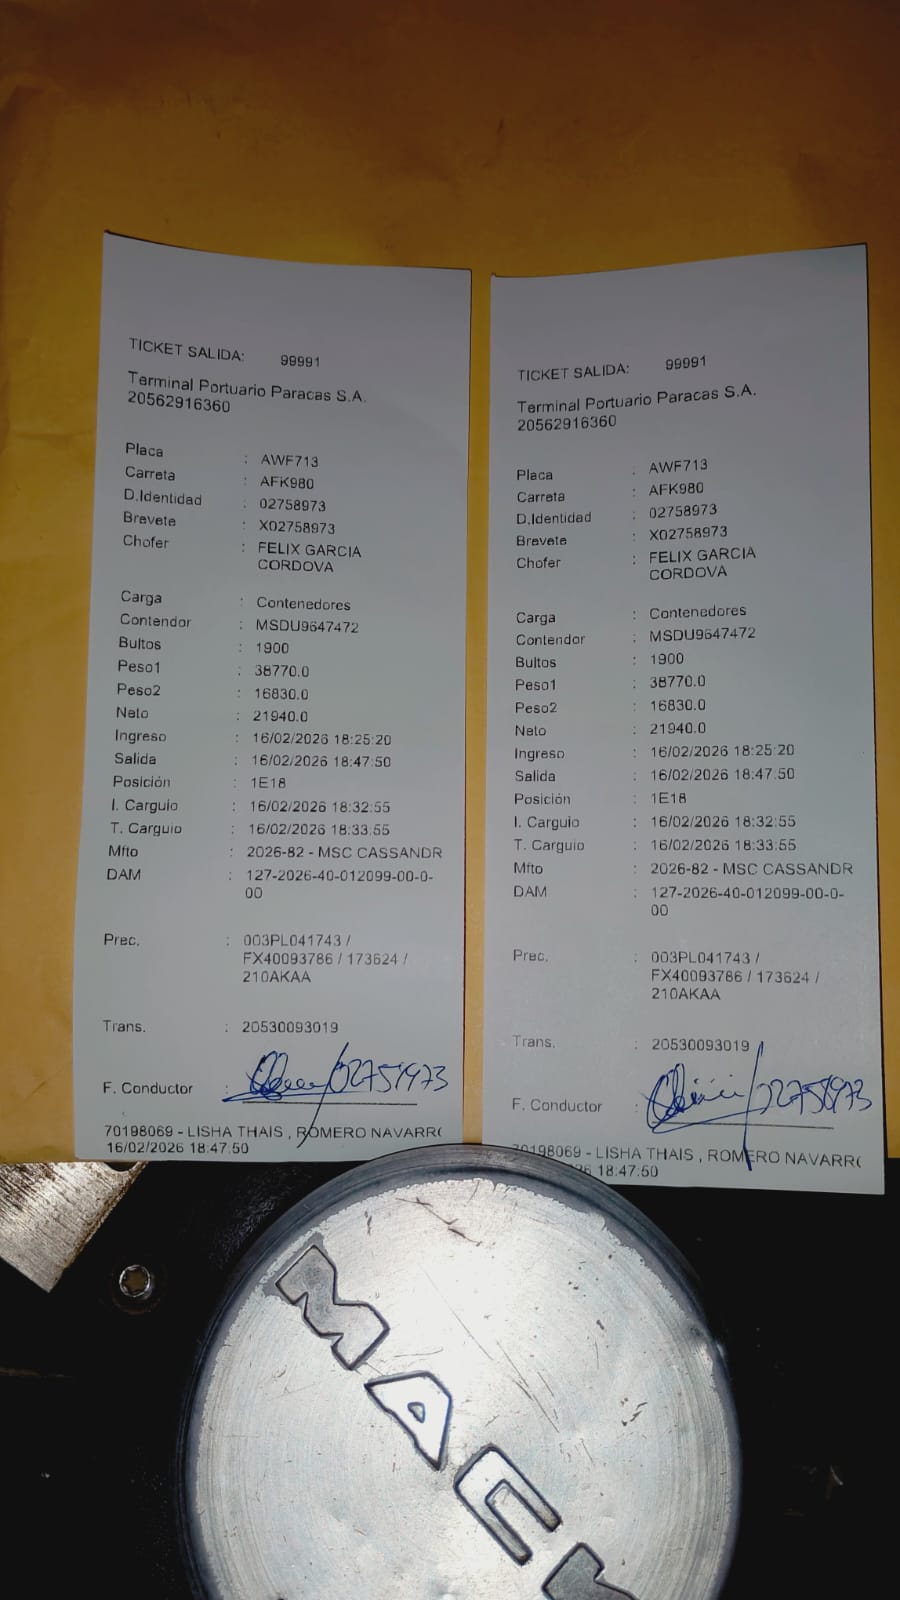 TICKET SALIDA: 99991
Terminal Portuario Paracas S.A.
20562916360
Placa : AWF713
Carreta : AFK980
D.Identidad : 02758973
Brevete : X02758973
Chofer : FELIX GARCIA
CORDOVA
Carga : Contenedores
Contendor : MSDU9647472
Bultos : 1900
Peso1 : 38770.0
Peso2 : 16830.0
Neto : 21940.0
Ingreso : 16/02/2026 18:25:20
Salida : 16/02/2026 18:47:50
Posición : 1E18
I. Carguio : 16/02/2026 18:32:55
T. Carguio : 16/02/2026 18:33:55
Mfto : 2026-82 - MSC CASSANDR
DAM : 127-2026-40-012099-00-0-
00
Prec. : 003PL041743 /
FX40093786 / 173624 /
210AKAA
Trans. : 20530093019
F. Conductor : 02758973
70198069 - LISHA THAIS , ROMERO NAVARR
16/02/2026 18:47:50
TICKET SALIDA: 99991
Terminal Portuario Paracas S.A.
20562916360
Placa : AWF713
Carreta : AFK980
D.Identidad : 02758973
Brevete : X02758973
Chofer : FELIX GARCIA
CORDOVA
Carga : Contenedores
Contendor : MSDU9647472
Bultos : 1900
Peso1 : 38770.0
Peso2 : 16830.0
Neto : 21940.0
Ingreso : 16/02/2026 18:25:20
Salida : 16/02/2026 18:47:50
Posición : 1E18
I. Carguio : 16/02/2026 18:32:55
T. Carguio : 16/02/2026 18:33:55
Mfto : 2026-82 - MSC CASSANDR
DAM : 127-2026-40-012099-00-0-
00
Prec. : 003PL041743 /
FX40093786 / 173624 /
210AKAA
Trans. : 20530093019
F. Conductor : 02758973
70198069 - LISHA THAIS , ROMERO NAVARR
18:47:50
MACK